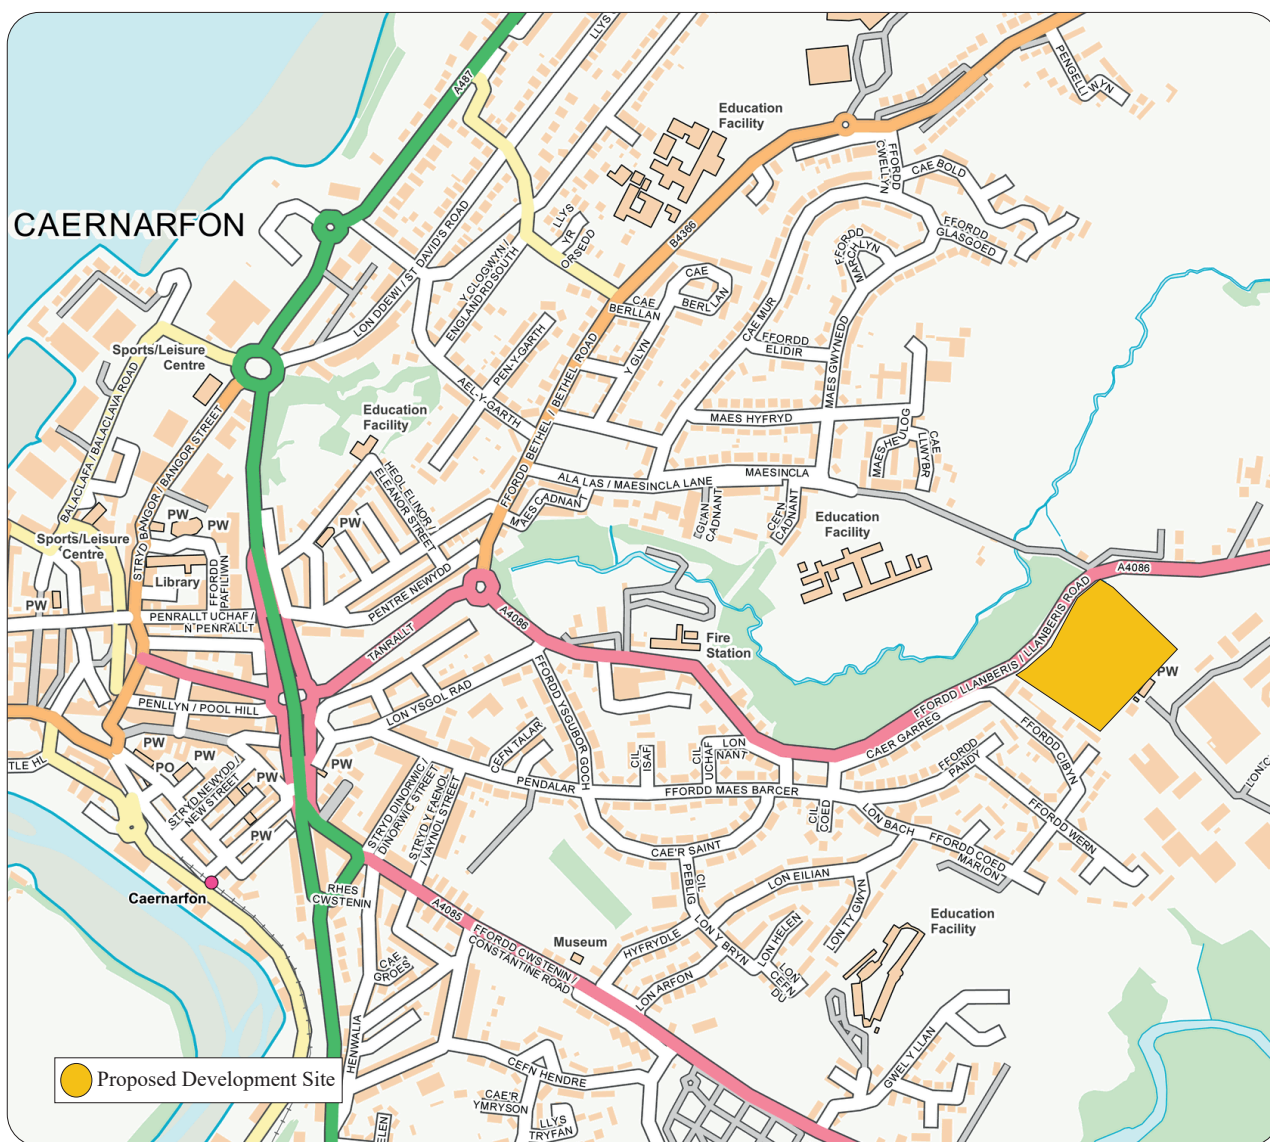 LLYS
A487
PENGELLI
WYN
Education
Facility
FFORDD
CWELLYN
CAE BOLD
CAERNARFON
LON DDEWI / ST DAVID'S ROAD
Y CLOGWYN /
ENGLAND RD SOUTH
LLYS
YR
ORSEDD
B4366
FFORDD
GLASGOED
FFORDD
MARCHLYN
CAE
BERLLAN
CAE
BERLLAN
CAE MUR
FFORDD
ELIDIR
MAES GWYNEDD
Sports/Leisure
Centre
PEN-Y-GARTH
Y GLYN
AEL-Y-GARTH
FFORDD BETHEL / BETHEL ROAD
BALACLAFA / BALACLAVA ROAD
STRYD BANGOR / BANGOR STREET
Education
Facility
MAES HYFRYD
MAES HEULOG
CAE
LLWYBR
ALA LAS / MAESINCLA LANE
MAESINCLA
HEOL ELINOR /
ELEANOR STREET
MAES CADNANT
GLAN
CADNANT
CEFN
CADNANT
Education
Facility
PW
PW
PW
Sports/Leisure
Centre
Library
FFORDD
PAFILIWN
PW
PENRALLT UCHAF /
N PENRALLT
PENTRE NEWYDD
TANRALLT
A4086
Fire
Station
A4086
FFORDD LLANBERIS / LLANBERIS ROAD
PW
PENLLYN / POOL HILL
LON YSGOL RAD
FFORDD YSGUBOR GOCH
CAER GARREG
FFORDD CIBYN
TLE HL
PW
PO
PW
PW
PW
STRYD NEWYDD /
NEW STREET
PW
CEFN TALAR
PENDALAR
CIL
ISAF
CIL
UCHAF
LON
NANT
FFORDD
PANDY
FFORDD MAES BARCER
STRYD DINORWIC /
DINORWIC STREET
STRYD Y FAENOL
/ VAYNOL STREET
CIL
COED
LON BACH
FFORDD COED
MARION
FFORDD WERN
CAE'R SAINT
CIL
PEBLIG
LON EILIAN
LON TY GWYN
Caernarfon
RHES
CWSTENIN
A4085
FFORDD CWSTENIN /
CONSTANTINE ROAD
Museum
HYFRYDLE
LON Y BRYN
LON HELEN
LON
CEFN
DU
LON ARFON
Education
Facility
CAE
GROES
HENWALIA
CEFN HENDRE
GWEL Y LLAN
CAE'R
YMRYSON
LLYS
TRYFAN
ELEN
Proposed Development Site